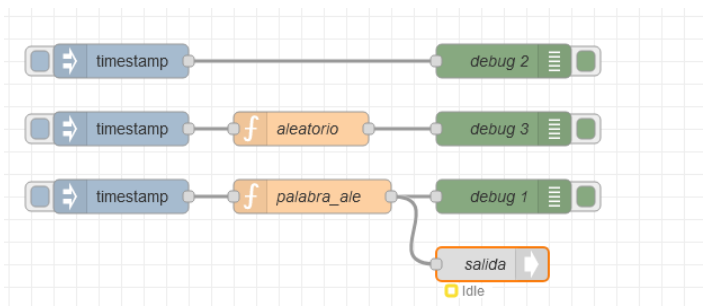 timestamp debug 2
timestamp aleatorio debug 3
timestamp palabra_ale debug 1
salida
Idle